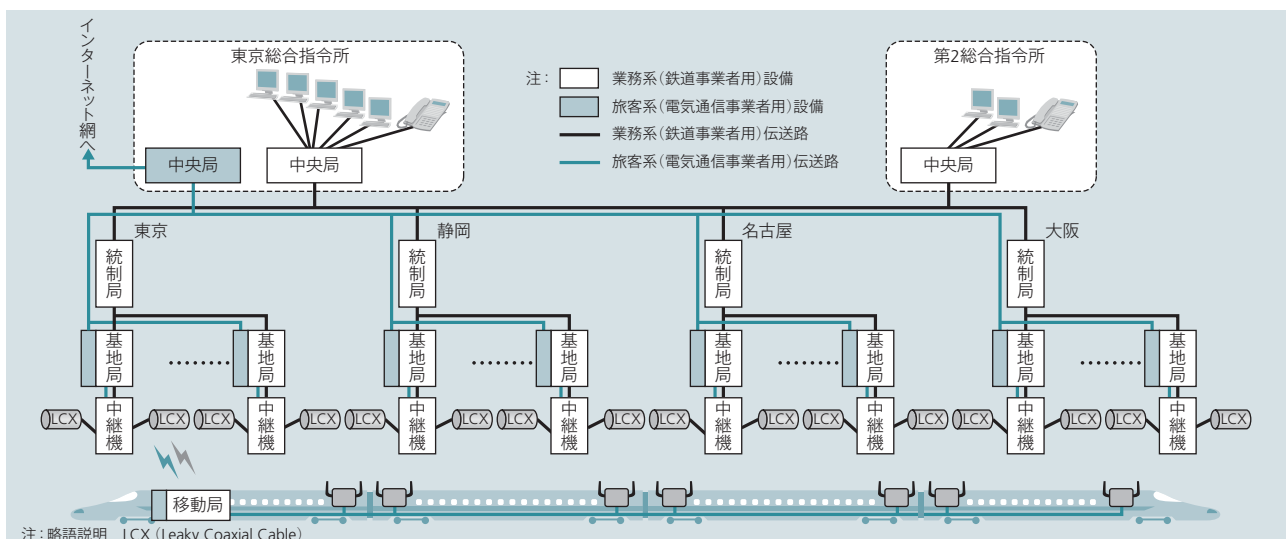 インターネット網へ
東京総合指令所
中央局
中央局
注：
業務系（鉄道事業者用）設備
旅客系（電気通信事業者用）設備
業務系（鉄道事業者用）伝送路
旅客系（電気通信事業者用）伝送路
第2総合指令所
中央局
東京
静岡
名古屋
大阪
統制局
統制局
統制局
統制局
基地局
基地局
基地局
基地局
基地局
基地局
基地局
基地局
LCX
中継機
LCX
LCX
中継機
LCX
LCX
中継機
LCX
LCX
中継機
LCX
LCX
中継機
LCX
LCX
中継機
LCX
LCX
中継機
LCX
LCX
中継機
LCX
移動局
注：略語説明　LCX（Leaky Coaxial Cable）